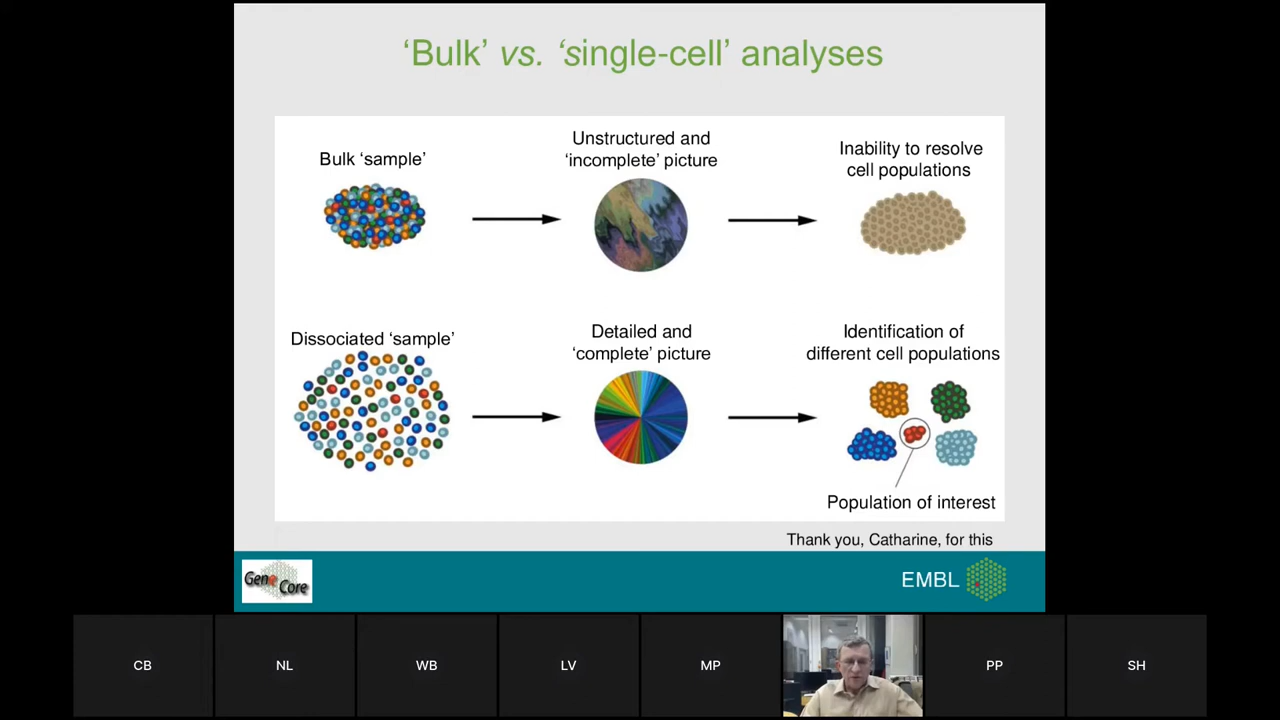 ‘Bulk’ vs. ‘single-cell’ analyses
Bulk ‘sample’
Unstructured and
‘incomplete’ picture
Inability to resolve
cell populations
Dissociated ‘sample’
Detailed and
‘complete’ picture
Identification of
different cell populations
Population of interest
Thank you, Catharine, for this
Gene Core
EMBL
CB
NL
WB
LV
MP
PP
SH